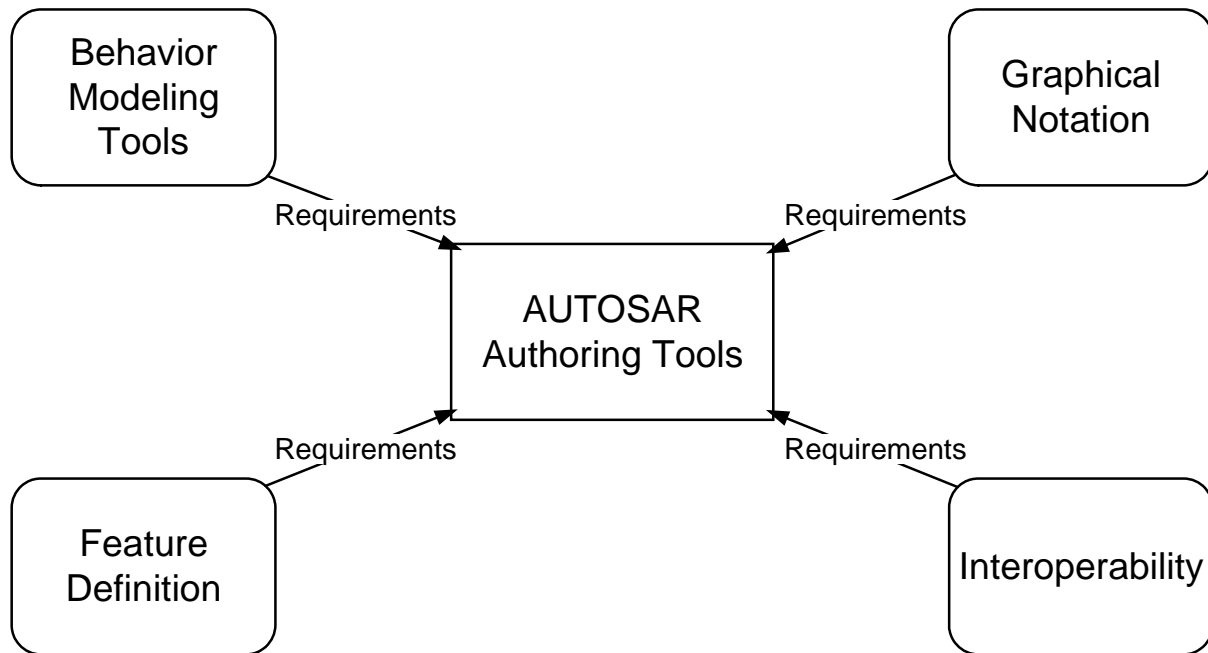 Behavior
Modeling
Tools
Graphical
Notation
Requirements
Requirements
AUTOSAR
Authoring Tools
Requirements
Requirements
Feature
Definition
Interoperability